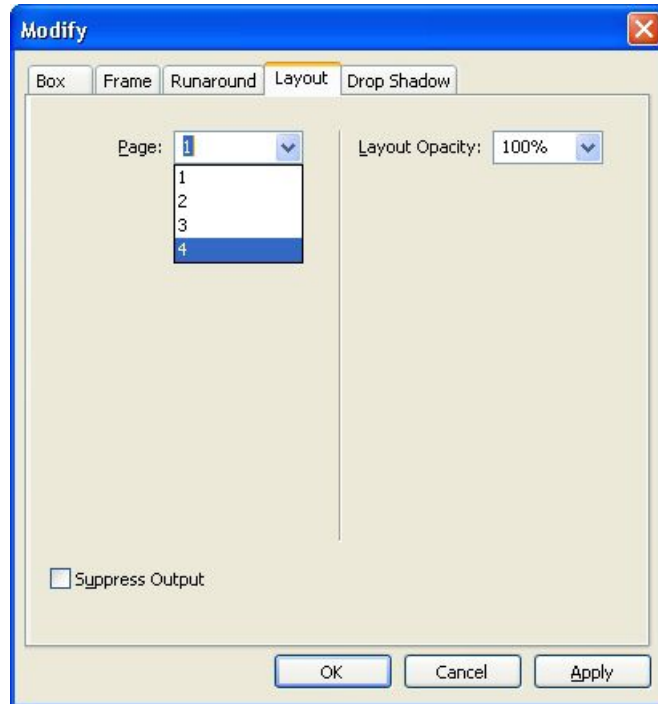 Modify
Box Frame Runaround Layout Drop Shadow
Page: 1 Layout Opacity: 100%
1
2
3
4
Suppress Output
OK Cancel Apply